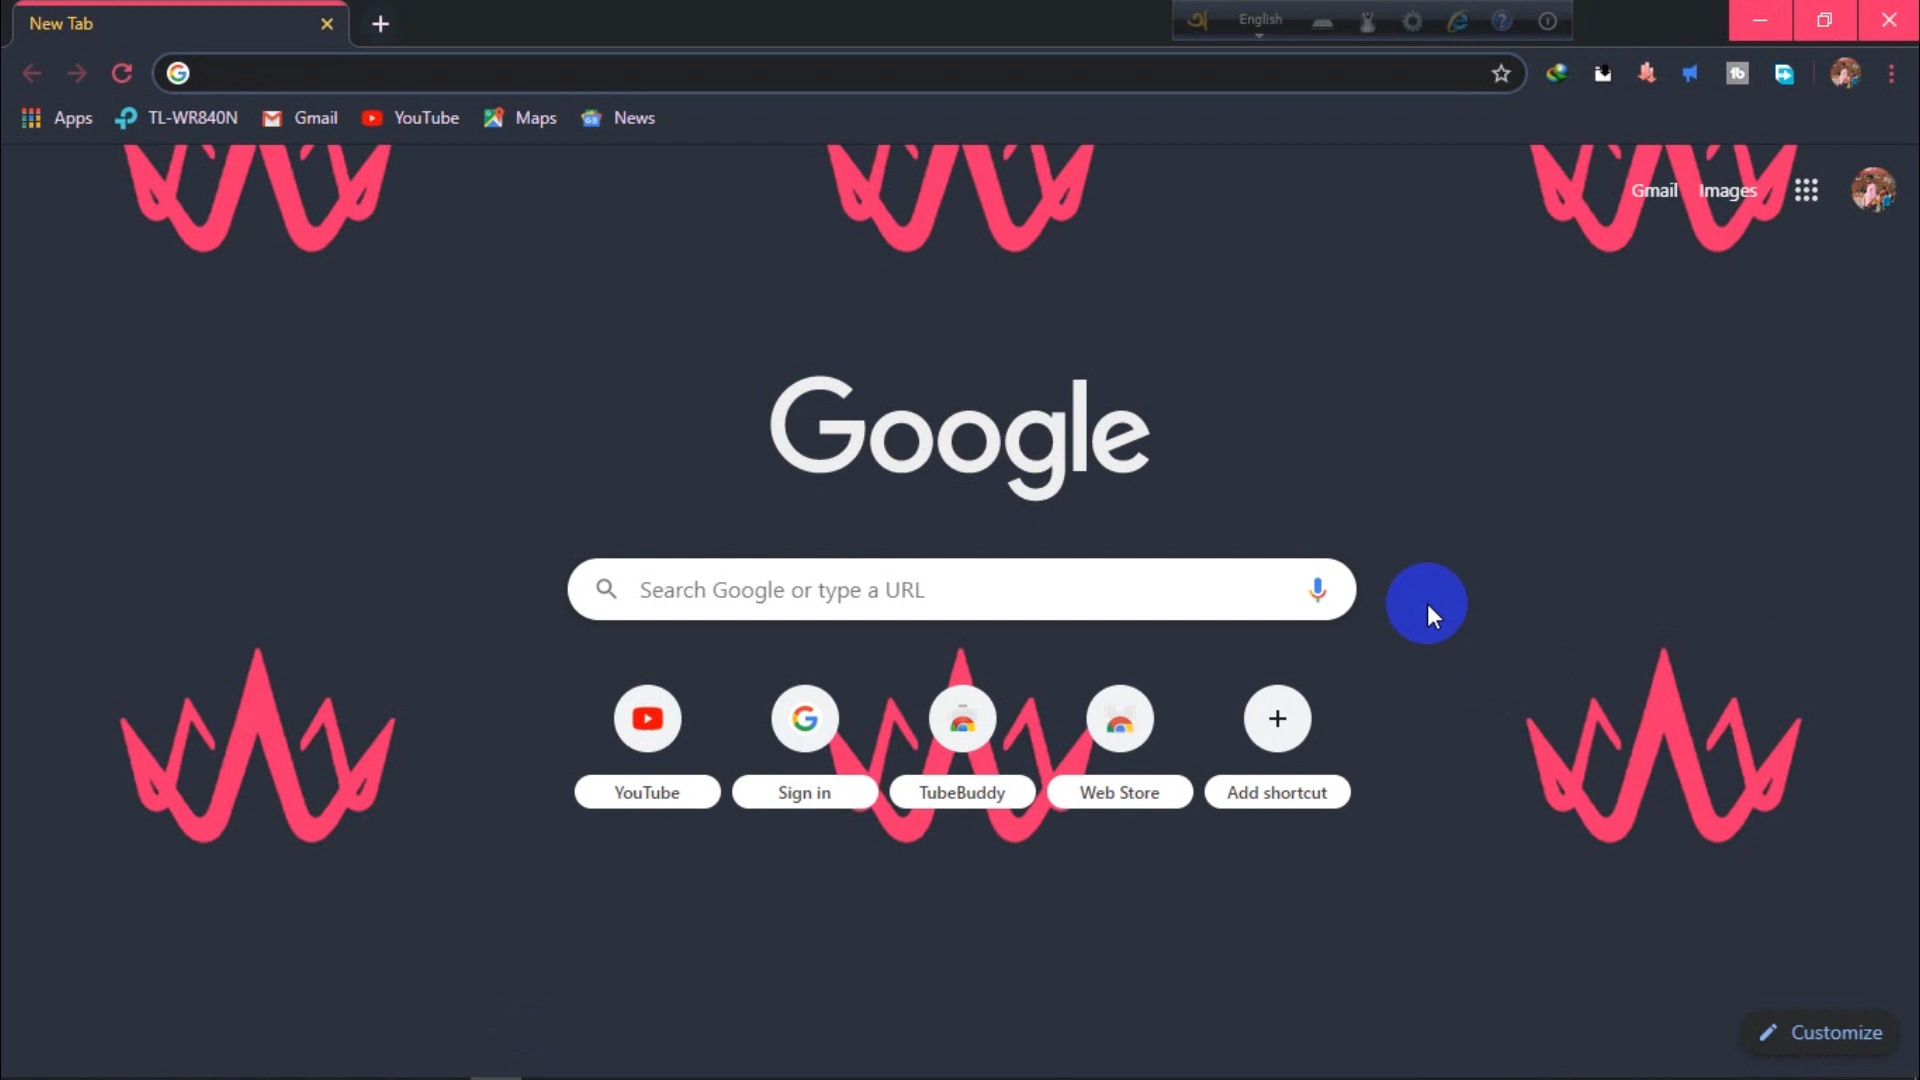 New Tab
অ English
Apps TL-WR840N Gmail YouTube Maps News
Gmail Images
Google
Search Google or type a URL
YouTube Sign in TubeBuddy Web Store Add shortcut
Customize